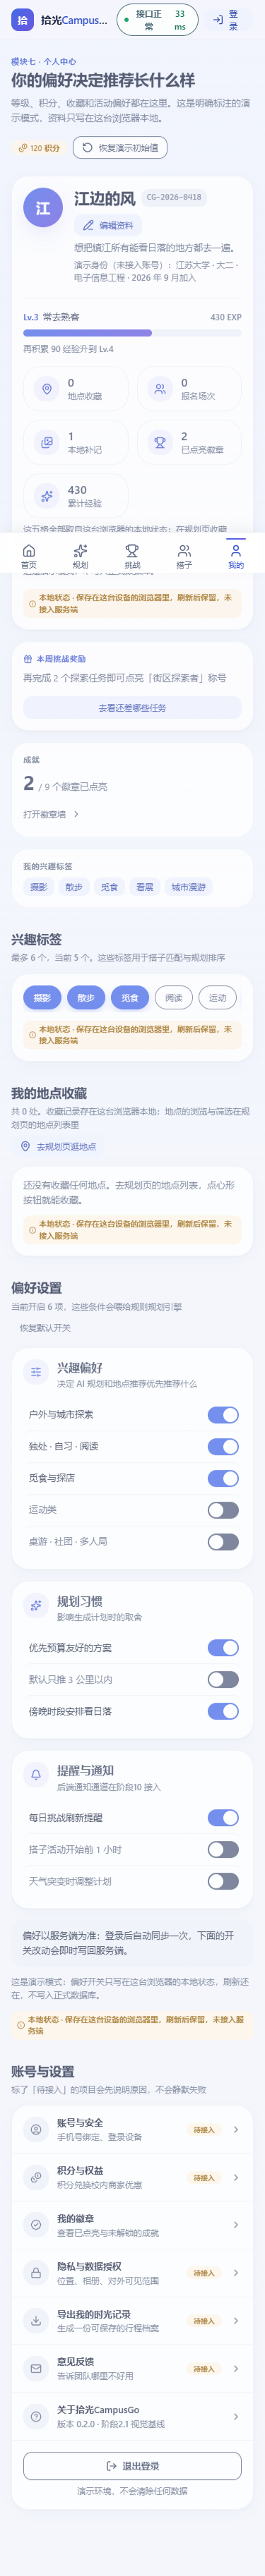 拾
拾光Campus...
接口正常
33 ms
登录
模块七 · 个人中心
你的偏好决定推荐长什么样
等级、积分、收藏和活动偏好都在这里。这是明确标注的演示模式，资料只写在这台浏览器本地。
120 积分
恢复演示初始值
江
江边的风
CG-2026-0418
编辑资料
想把镇江所有能看日落的地方都去一遍。
演示身份（未接入账号）：江苏大学 · 大二 · 电子信息工程 · 2026 年 9 月加入
Lv.3 常去熟客
430 EXP
再积累 90 经验升到 Lv.4
0
地点收藏
0
报名场次
1
本地补记
2
已点亮徽章
430
累计经验
首页
规划
挑战
搭子
我的
本地状态 · 保存在这台设备的浏览器里，刷新后保留，未接入服务端
本周挑战奖励
再完成 2 个探索任务即可点亮「街区探索者」称号
去看还差哪些任务
成就
2 / 9 个徽章已点亮
打开徽章墙
我的兴趣标签
摄影
散步
觅食
看展
城市漫游
兴趣标签
最多 6 个，当前 5 个。这些标签用于搭子匹配与规划排序
摄影
散步
觅食
阅读
运动
本地状态 · 保存在这台设备的浏览器里，刷新后保留，未接入服务端
我的地点收藏
共 0 处。收藏记录存在这台浏览器本地；地点的浏览与筛选在规划页的地点列表里
去规划页逛地点
还没有收藏任何地点。去规划页的地点列表，点心形按钮就能收藏。
本地状态 · 保存在这台设备的浏览器里，刷新后保留，未接入服务端
偏好设置
当前开启 6 项，这些条件会喂给规则规划引擎
恢复默认开关
兴趣偏好
决定 AI 规划和地点推荐优先推荐什么
户外与城市探索
独处 · 自习 · 阅读
觅食与探店
运动类
桌游 · 社团 · 多人局
规划习惯
影响生成计划时的取舍
优先预算友好的方案
默认只推 3 公里以内
傍晚时段安排看日落
提醒与通知
后端通知通道在阶段10 接入
每日挑战刷新提醒
搭子活动开始前 1 小时
天气突变时调整计划
偏好以服务端为准：登录后自动同步一次，下面的开关改动会即时写回服务端。
这是演示模式：偏好开关只写在这台浏览器的本地状态，刷新还在，不写入正式数据库。
本地状态 · 保存在这台设备的浏览器里，刷新后保留，未接入服务端
账号与设置
标了「待接入」的项目会先说明原因，不会静默失败
账号与安全
手机号绑定、登录设备
待接入
积分与权益
积分兑换校内商家优惠
待接入
我的徽章
查看已点亮与未解锁的成就
隐私与数据授权
位置、相册、对外可见范围
待接入
导出我的时光记录
生成一份可保存的行程档案
待接入
意见反馈
告诉团队哪里不好用
待接入
关于拾光CampusGo
版本 0.2.0 · 阶段2.1 视觉基线
退出登录
演示环境，不会清除任何数据